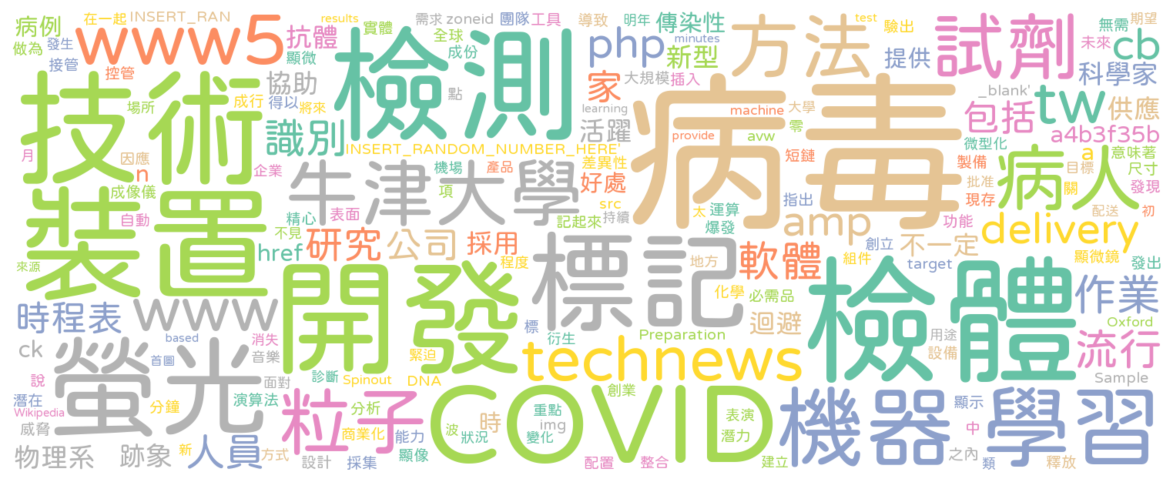 病例 在一起 INSERT_RAN 需求 zoneid 團隊 工具 導致 明年 傳染性 results test 驗出 無需 期望
做為 發生 www5 抗體 實體 全球 成份 php 新型 方法 提供 試劑 未來 cb
接管 控管 顯微 檢測 家 大規模 插入 科學家
技術 協助 點 病毒 _blank' tw 供應
場所 成行 得以 將來 learning machine 大學 包括 a4b3f35b
識別 活躍 provide avw 零 微型化 a 意味著
月 因應 n 企業 INSERT_RANDOM_NUMBER_HERE' 差異性 短鏈 製備 病人 目標 尺寸
裝置 成像儀 機場 產品 牛津大學 項 好處 指出 批准 現存 關 發現
自動 精心 表面 src 持續 記起來 太 運算 爆發 amp 功能 配送 初
不見 href 研究 公司 採用 標記 軟體 創立 不一定 delivery
來源 程度 開發 地方 組件 target 檢體 顯微鏡 發出
www 化學 必需品 作業
時程表 標 衍生 迴避 Oxford
ck 螢光 based 消失 緊迫 Preparation 用途 流行
說 首圖 音樂 technews 設備 Sample
潛在 面對 診斷 Spinout DNA COVID 創業 機器學習
Wikipedia 威脅 分鐘 演算法 粒子 分析 時 重點 img 表演 顯示
商業化 能力 波 狀況 變化 潛力 中 之內
物理系 跡象 人員 新 方式 設計 採集 顯像 配置 整合 建立 類 釋放
minutes